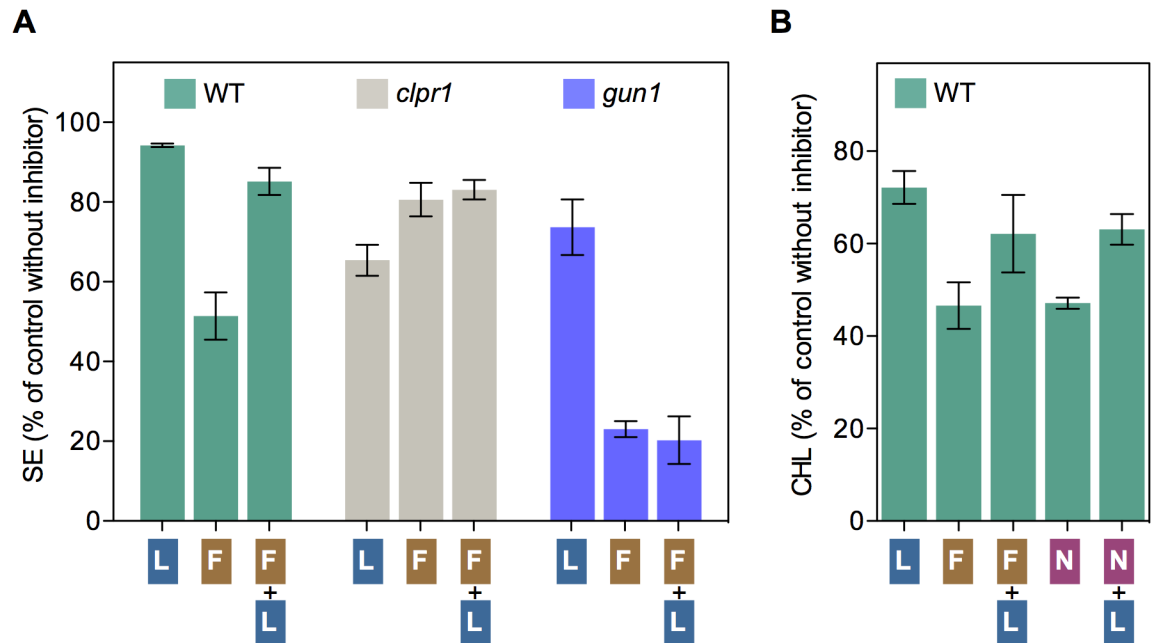 A
SE (% of control without inhibitor)
100
80
60
40
20
0
WT
clpr1
gun1
L F F + L
L F F + L
L F F + L
B
CHL (% of control without inhibitor)
80
60
40
20
0
WT
L F F + L N N + L